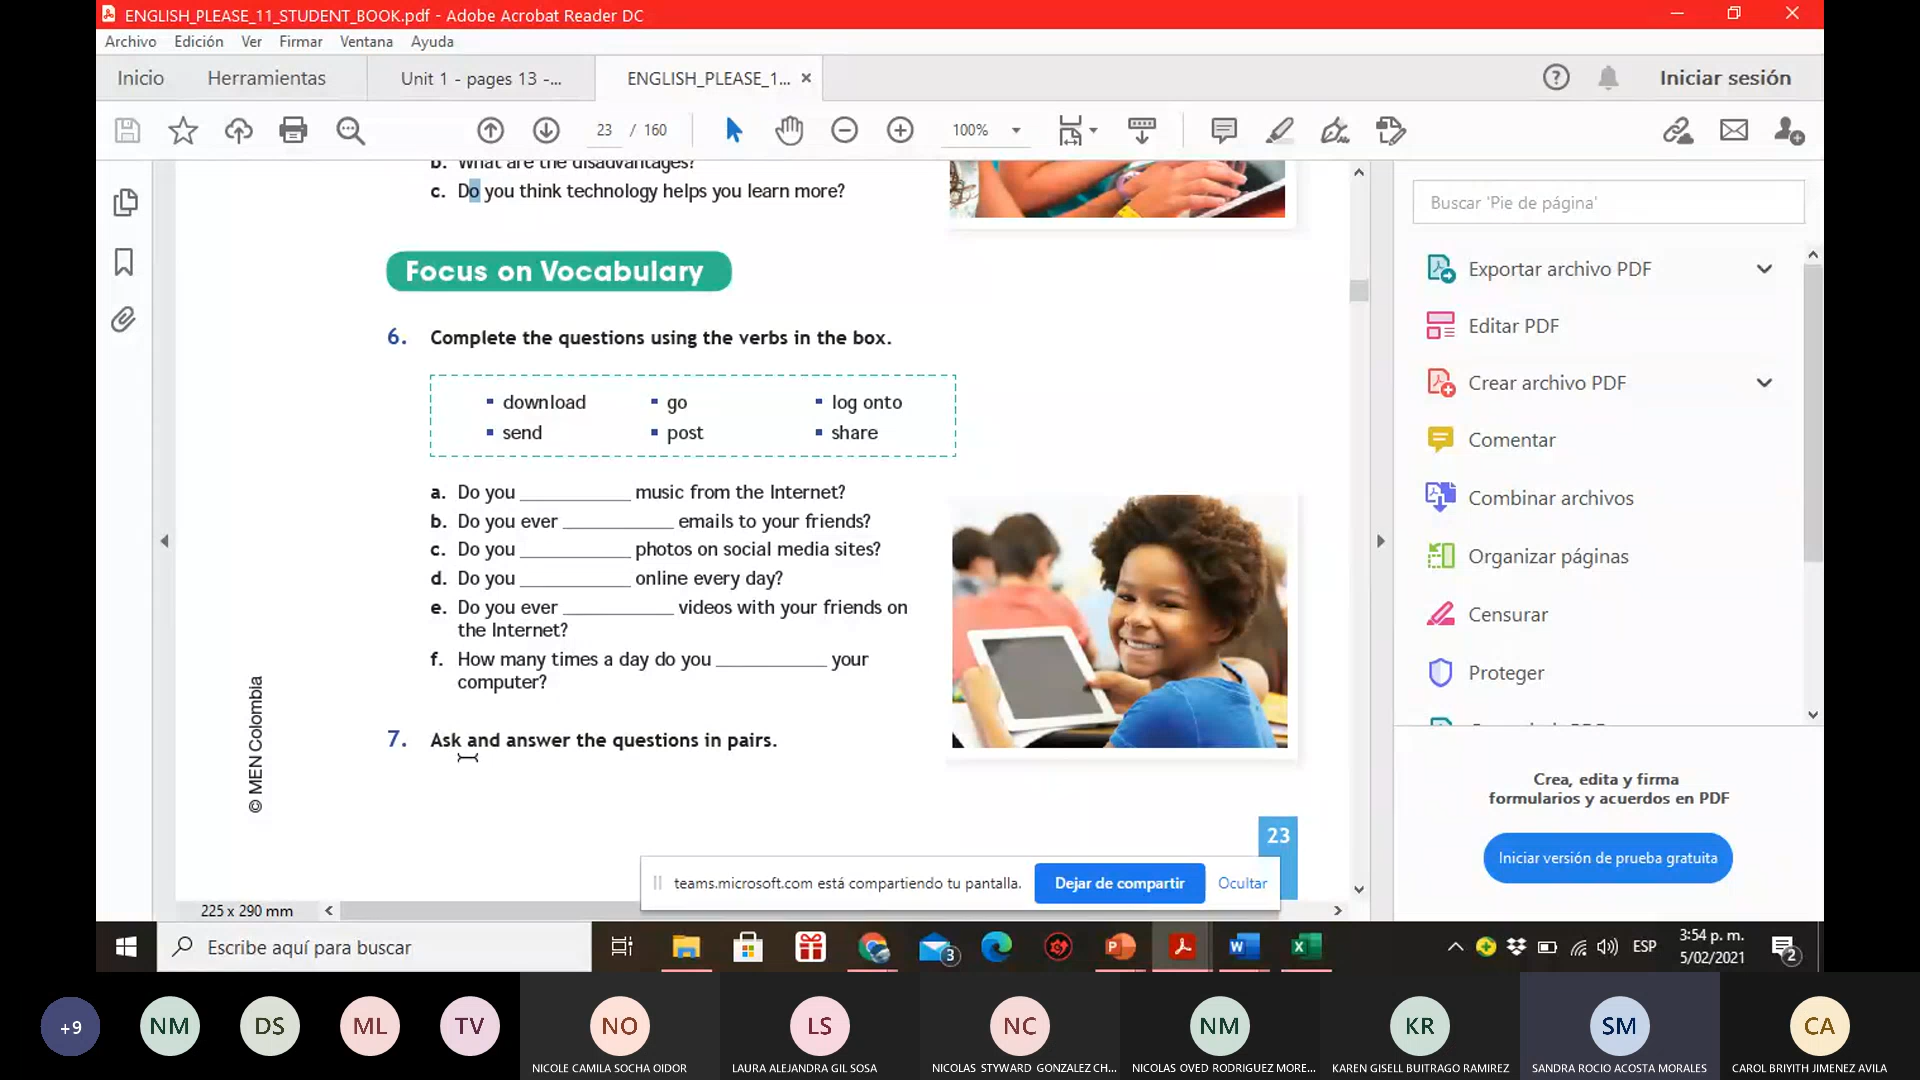 ENGLISH_PLEASE_11_STUDENT_BOOK.pdf - Adobe Acrobat Reader DC
Archivo Edición Ver Firmar Ventana Ayuda
Inicio Herramientas Unit 1 - pages 13 -... ENGLISH_PLEASE_1... Iniciar sesión
23 / 160 100%
b. What are the disadvantages?
c. Do you think technology helps you learn more?
Focus on Vocabulary
6. Complete the questions using the verbs in the box.
▪ download ▪ go ▪ log onto
▪ send ▪ post ▪ share
a. Do you ___________ music from the Internet?
b. Do you ever ___________ emails to your friends?
c. Do you ___________ photos on social media sites?
d. Do you ___________ online every day?
e. Do you ever ___________ videos with your friends on
the Internet?
f. How many times a day do you ___________ your
computer?
7. Ask and answer the questions in pairs.
© MEN Colombia
23
225 x 290 mm
Buscar 'Pie de página'
Exportar archivo PDF
Editar PDF
Crear archivo PDF
Comentar
Combinar archivos
Organizar páginas
Censurar
Proteger
Crea, edita y firma
formularios y acuerdos en PDF
Iniciar versión de prueba gratuita
teams.microsoft.com está compartiendo tu pantalla. Dejar de compartir Ocultar
Escribe aquí para buscar
3
ESP
3:54 p. m.
5/02/2021
2
+9 NM DS ML TV NO LS NC NM KR SM CA
NICOLE CAMILA SOCHA OIDOR LAURA ALEJANDRA GIL SOSA NICOLAS STYWARD GONZALEZ CH... NICOLAS OVED RODRIGUEZ MORE... KAREN GISELL BUITRAGO RAMIREZ SANDRA ROCIO ACOSTA MORALES CAROL BRIYITH JIMENEZ AVILA